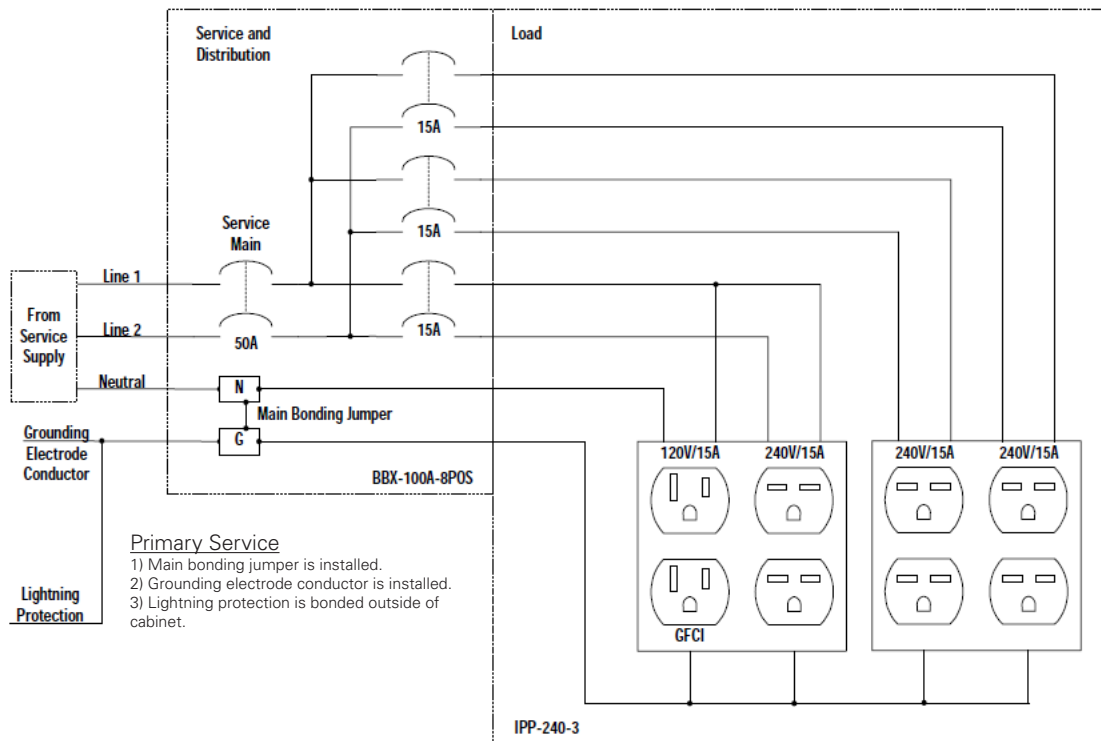 Service and
Distribution
Load
15A
15A
Service
Main
Line 1
From
Service
Supply
Line 2
50A
15A
Neutral
N
Main Bonding Jumper
G
Grounding
Electrode
Conductor
BBX-100A-8POS
120V/15A
240V/15A
240V/15A
240V/15A
Primary Service
1) Main bonding jumper is installed.
2) Grounding electrode conductor is installed.
3) Lightning protection is bonded outside of
cabinet.
Lightning
Protection
GFCI
IPP-240-3